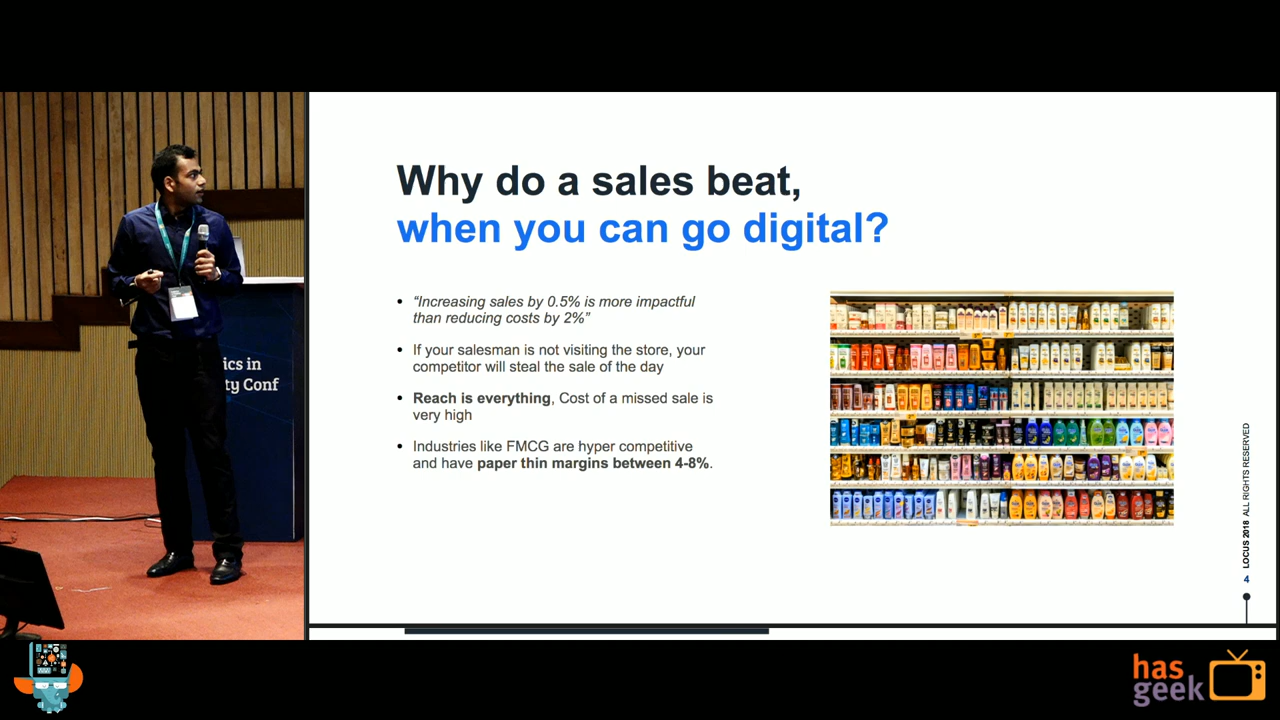 Why do a sales beat,
when you can go digital?
• “Increasing sales by 0.5% is more impactful
than reducing costs by 2%”
• If your salesman is not visiting the store, your
competitor will steal the sale of the day
• Reach is everything, Cost of a missed sale is
very high
• Industries like FMCG are hyper competitive
and have paper thin margins between 4-8%.
LOCUS 2018 ALL RIGHTS RESERVED
4
ics in
ty Conf
has
geek